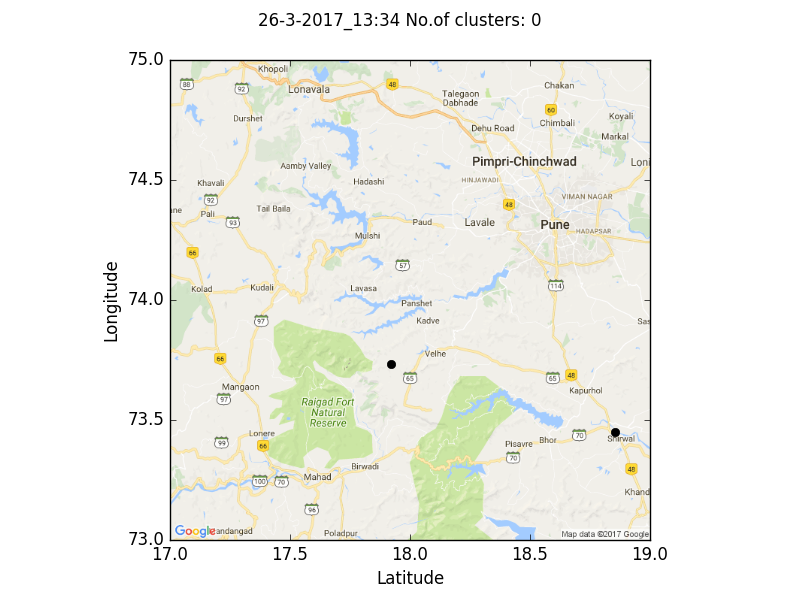 26-3-2017_13:34 No.of clusters: 0
75.0
Khopoli
88
92
Lonavala
48
Talegaon
Dabhade
Chakan
60
Durshet
Dehu Road
Chimbali
Koyali
Markal
Pimpri-Chinchwad
Loni
Aamby Valley
74.5
Khavali
Hadashi
HINJAWADI
92
VIMAN NAGAR
48
ane
Pali
Tail Baila
93
Paud
Lavale
Pune
HADAPSAR
Mulshi
66
57
114
Kolad
Kudali
Lavasa
74.0
Panshet
Longitude
97
Kadve
Sas
Velhe
66
65
65
48
Mangaon
97
Kapurhol
Raigad Fort
Natural
Reserve
73.5
Lonere
99
66
Pisavre
Bhor
70
Shirwal
70
Birwadi
48
100
70
Mahad
Khand
96
Google
andangad
Poladpur
Map data ©2017 Google
73.0
17.0
17.5
18.0
18.5
19.0
Latitude